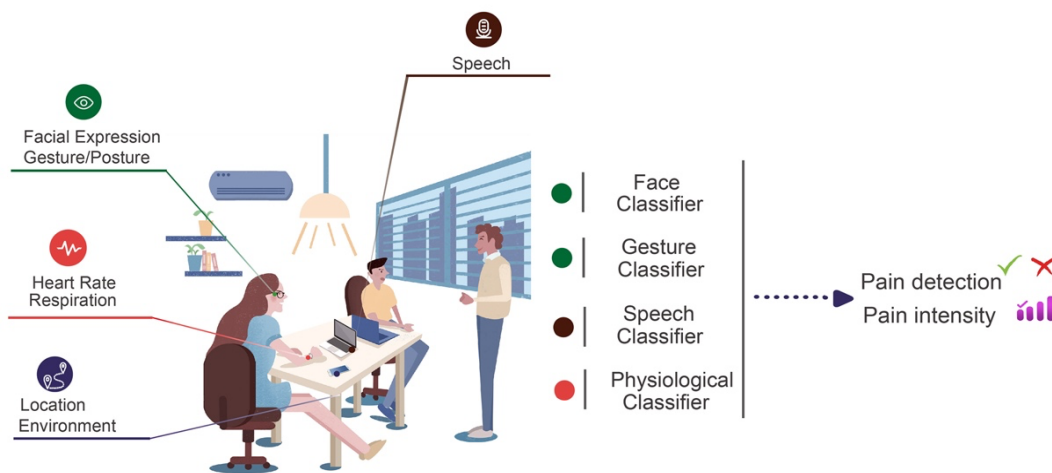 Speech
Facial Expression
Gesture/Posture
Heart Rate
Respiration
Location
Environment
Face
Classifier
Gesture
Classifier
Speech
Classifier
Physiological
Classifier
Pain detection
Pain intensity